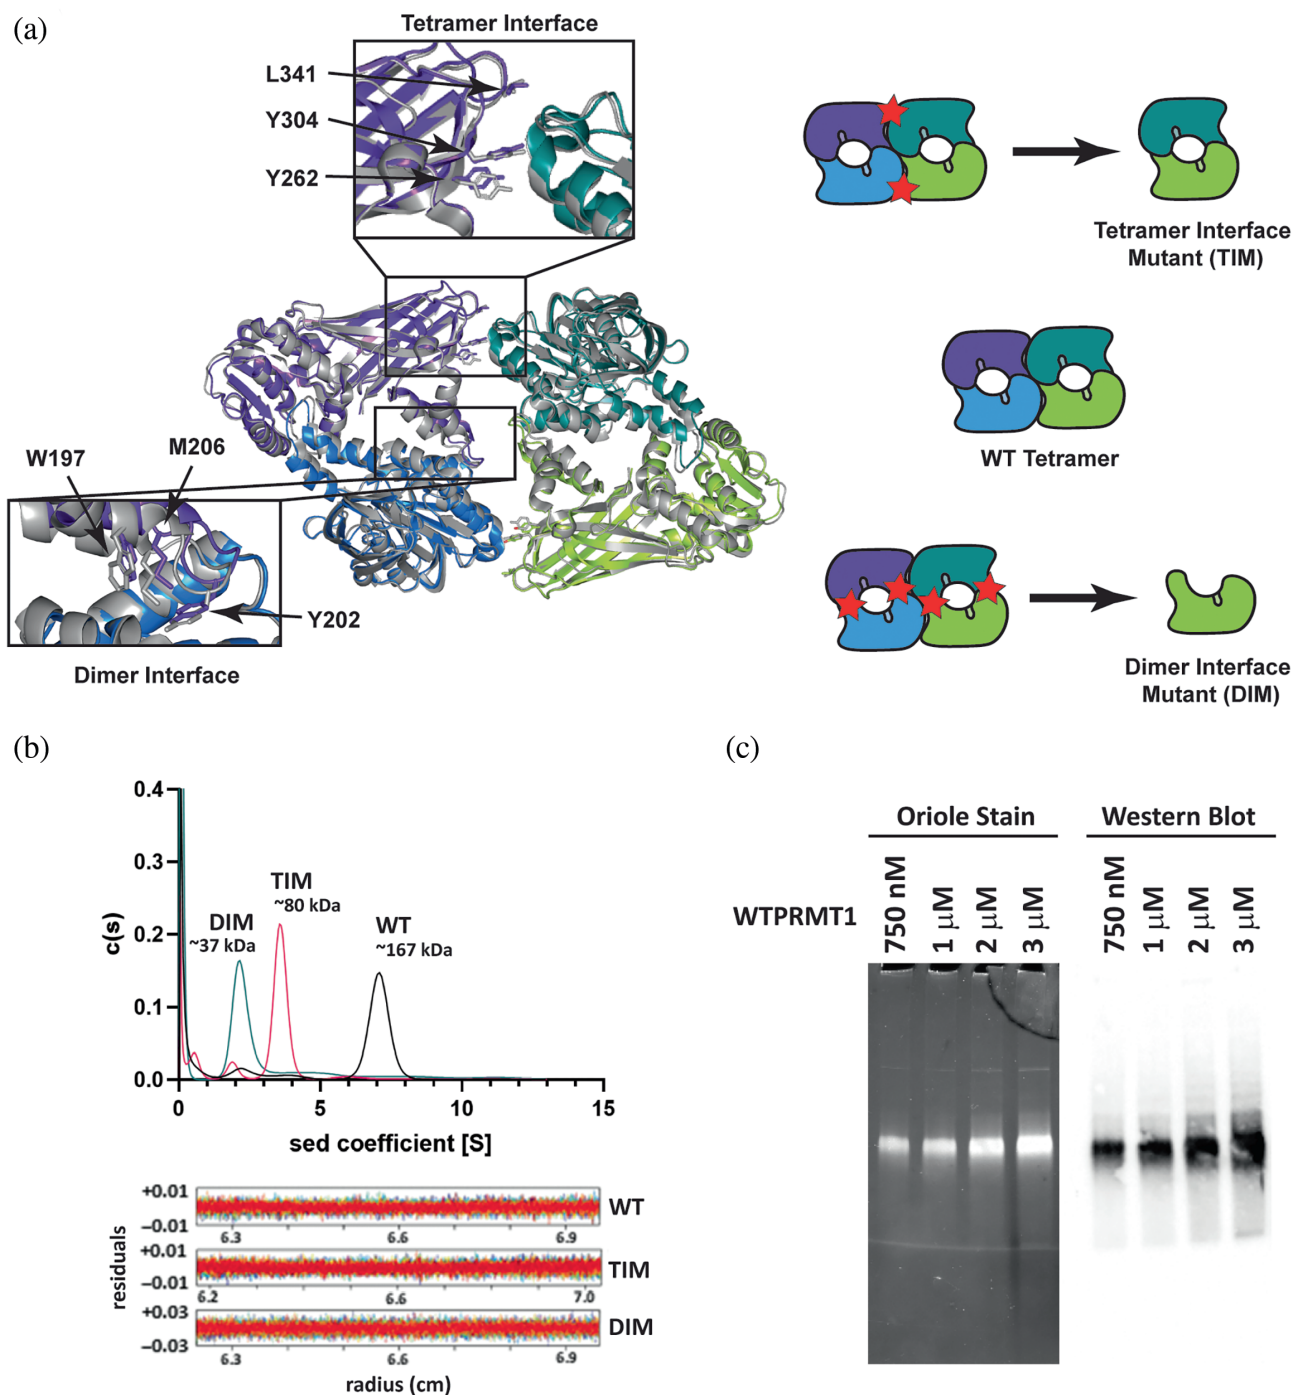 (a)
Tetramer Interface
L341
Y304
Y262
Tetramer Interface
Mutant (TIM)
WT Tetramer
W197
M206
Y202
Dimer Interface
Dimer Interface
Mutant (DIM)
(b)
0.4
0.3
0.2
0.1
0.0
c(s)
DIM
~37 kDa
TIM
~80 kDa
WT
~167 kDa
0
5
10
15
sed coefficient [S]
residuals
+0.01
−0.01
WT
6.3
6.6
6.9
+0.01
−0.01
TIM
6.2
6.6
7.0
+0.03
−0.03
DIM
6.3
6.6
6.9
radius (cm)
(c)
Oriole Stain
Western Blot
WTPRMT1
750 nM
1 µM
2 µM
3 µM
750 nM
1 µM
2 µM
3 µM